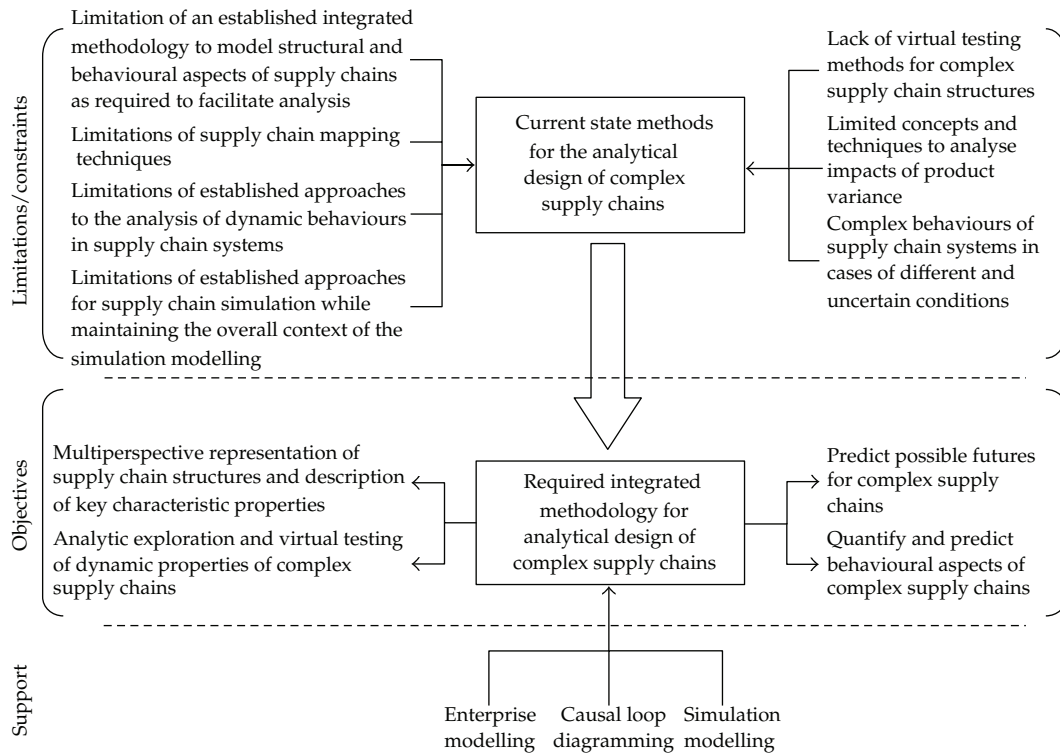 Limitations/constraints
Limitation of an established integrated
methodology to model structural and
behavioural aspects of supply chains
as required to facilitate analysis
Limitations of supply chain mapping
techniques
Limitations of established approaches
to the analysis of dynamic behaviours
in supply chain systems
Limitations of established approaches
for supply chain simulation while
maintaining the overall context of the
simulation modelling
Current state methods
for the analytical
design of complex
supply chains
Lack of virtual testing
methods for complex
supply chain structures
Limited concepts and
techniques to analyse
impacts of product
variance
Complex behaviours of
supply chain systems in
cases of different and
uncertain conditions
Objectives
Multiperspective representation of
supply chain structures and description
of key characteristic properties
Analytic exploration and virtual testing
of dynamic properties of complex
supply chains
Required integrated
methodology for
analytical design of
complex supply chains
Predict possible futures
for complex supply
chains
Quantify and predict
behavioural aspects of
complex supply chains
Support
Enterprise
modelling
Causal loop
diagramming
Simulation
modelling